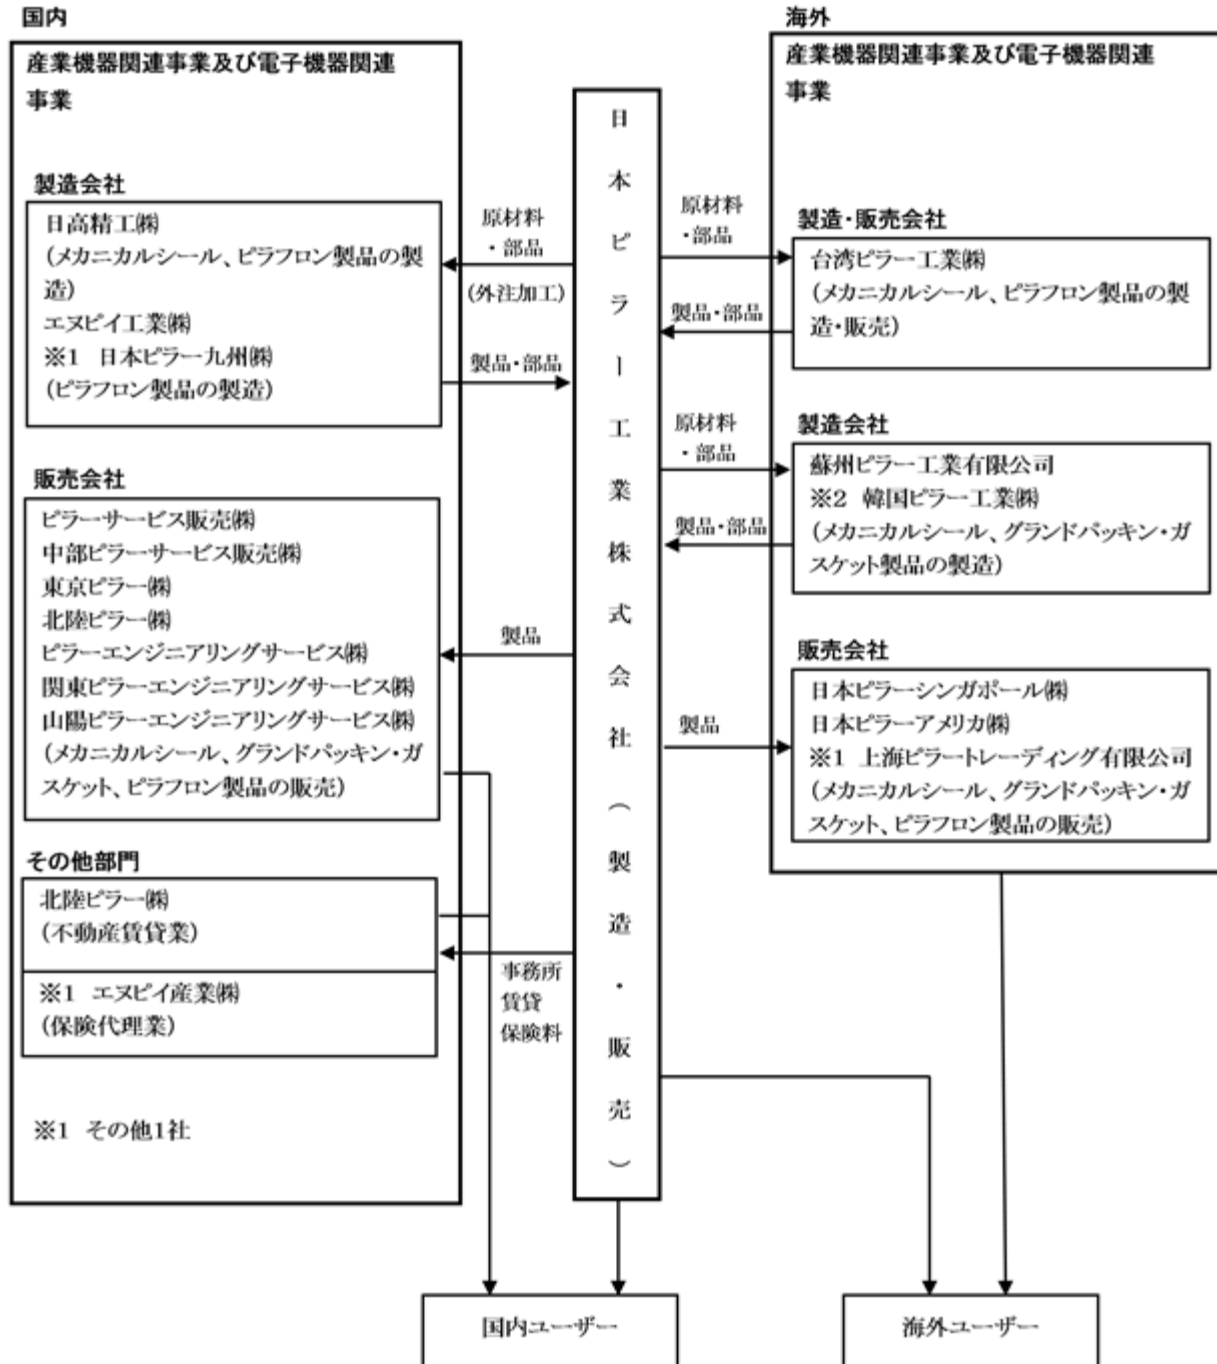 国内
産業機器関連事業及び電子機器関連
事業
製造会社
日高精工㈱
(メカニカルシール、ピラフロン製品の製
造)
エヌピイ工業㈱
※1 日本ピラー九州㈱
(ピラフロン製品の製造)
販売会社
ピラーサービス販売㈱
中部ピラーサービス販売㈱
東京ピラー㈱
北陸ピラー㈱
ピラーエンジニアリングサービス㈱
関東ピラーエンジニアリングサービス㈱
山陽ピラーエンジニアリングサービス㈱
(メカニカルシール、グランドパッキン・ガ
スケット、ピラフロン製品の販売)
その他部門
北陸ピラー㈱
(不動産賃貸業)
※1 エヌピイ産業㈱
(保険代理業)
※1 その他1社
原材料
・部品
(外注加工)
製品・部品
製品
事務所
賃貸
保険料
日本ピラー工業株式会社(製造・販売)
原材料
・部品
製品・部品
原材料
・部品
製品・部品
製品
海外
産業機器関連事業及び電子機器関連
事業
製造・販売会社
台湾ピラー工業㈱
(メカニカルシール、ピラフロン製品の製
造・販売)
製造会社
蘇州ピラー工業有限公司
※2 韓国ピラー工業㈱
(メカニカルシール、グランドパッキン・ガ
スケット製品の製造)
販売会社
日本ピラーシンガポール㈱
日本ピラーアメリカ㈱
※1 上海ピラートレーディング有限公司
(メカニカルシール、グランドパッキン・ガ
スケット、ピラフロン製品の販売)
国内ユーザー
海外ユーザー